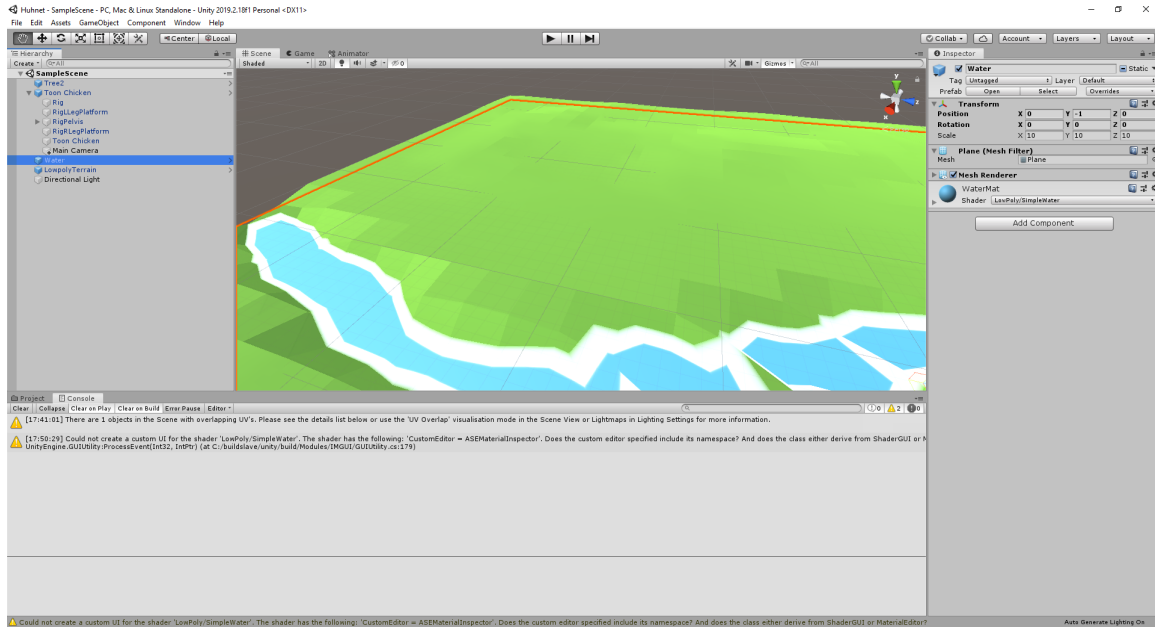 Huhnet - SampleScene - PC, Mac & Linux Standalone - Unity 2019.2.18f1 Personal <DX11>
File Edit Assets GameObject Component Window Help
Center Local Collab Account Layers Layout
Hierarchy Scene Game Animator Inspector
Create All Shaded 2D 0 Gizmos All
SampleScene
Tree2
Toon Chicken
Rig
RigLLegPlatform
RigPelvis
RigRLegPlatform
Toon Chicken
Main Camera
Water
LowpolyTerrain
Directional Light
y
z
x
Water Static
Tag Untagged Layer Default
Prefab Open Select Overrides
Transform
Position X 0 Y -1 Z 0
Rotation X 0 Y 0 Z 0
Scale X 10 Y 10 Z 10
Plane (Mesh Filter)
Mesh Plane
Mesh Renderer
WaterMat
Shader LowPoly/SimpleWater
Add Component
Project Console
Clear Collapse Clear on Play Clear on Build Error Pause Editor 0 2 0
[17:41:01] There are 1 objects in the Scene with overlapping UV's. Please see the details list below or use the 'UV Overlap' visualisation mode in the Scene View or Lightmaps in Lighting Settings for more information.
[17:50:29] Could not create a custom UI for the shader 'LowPoly/SimpleWater'. The shader has the following: 'CustomEditor = ASEMaterialInspector'. Does the custom editor specified include its namespace? And does the class either derive from ShaderGUI or M
UnityEngine.GUIUtility:ProcessEvent(Int32, IntPtr) (at C:/buildslave/unity/build/Modules/IMGUI/GUIUtility.cs:179)
Could not create a custom UI for the shader 'LowPoly/SimpleWater'. The shader has the following: 'CustomEditor = ASEMaterialInspector'. Does the custom editor specified include its namespace? And does the class either derive from ShaderGUI or MaterialEditor?
Auto Generate Lighting On